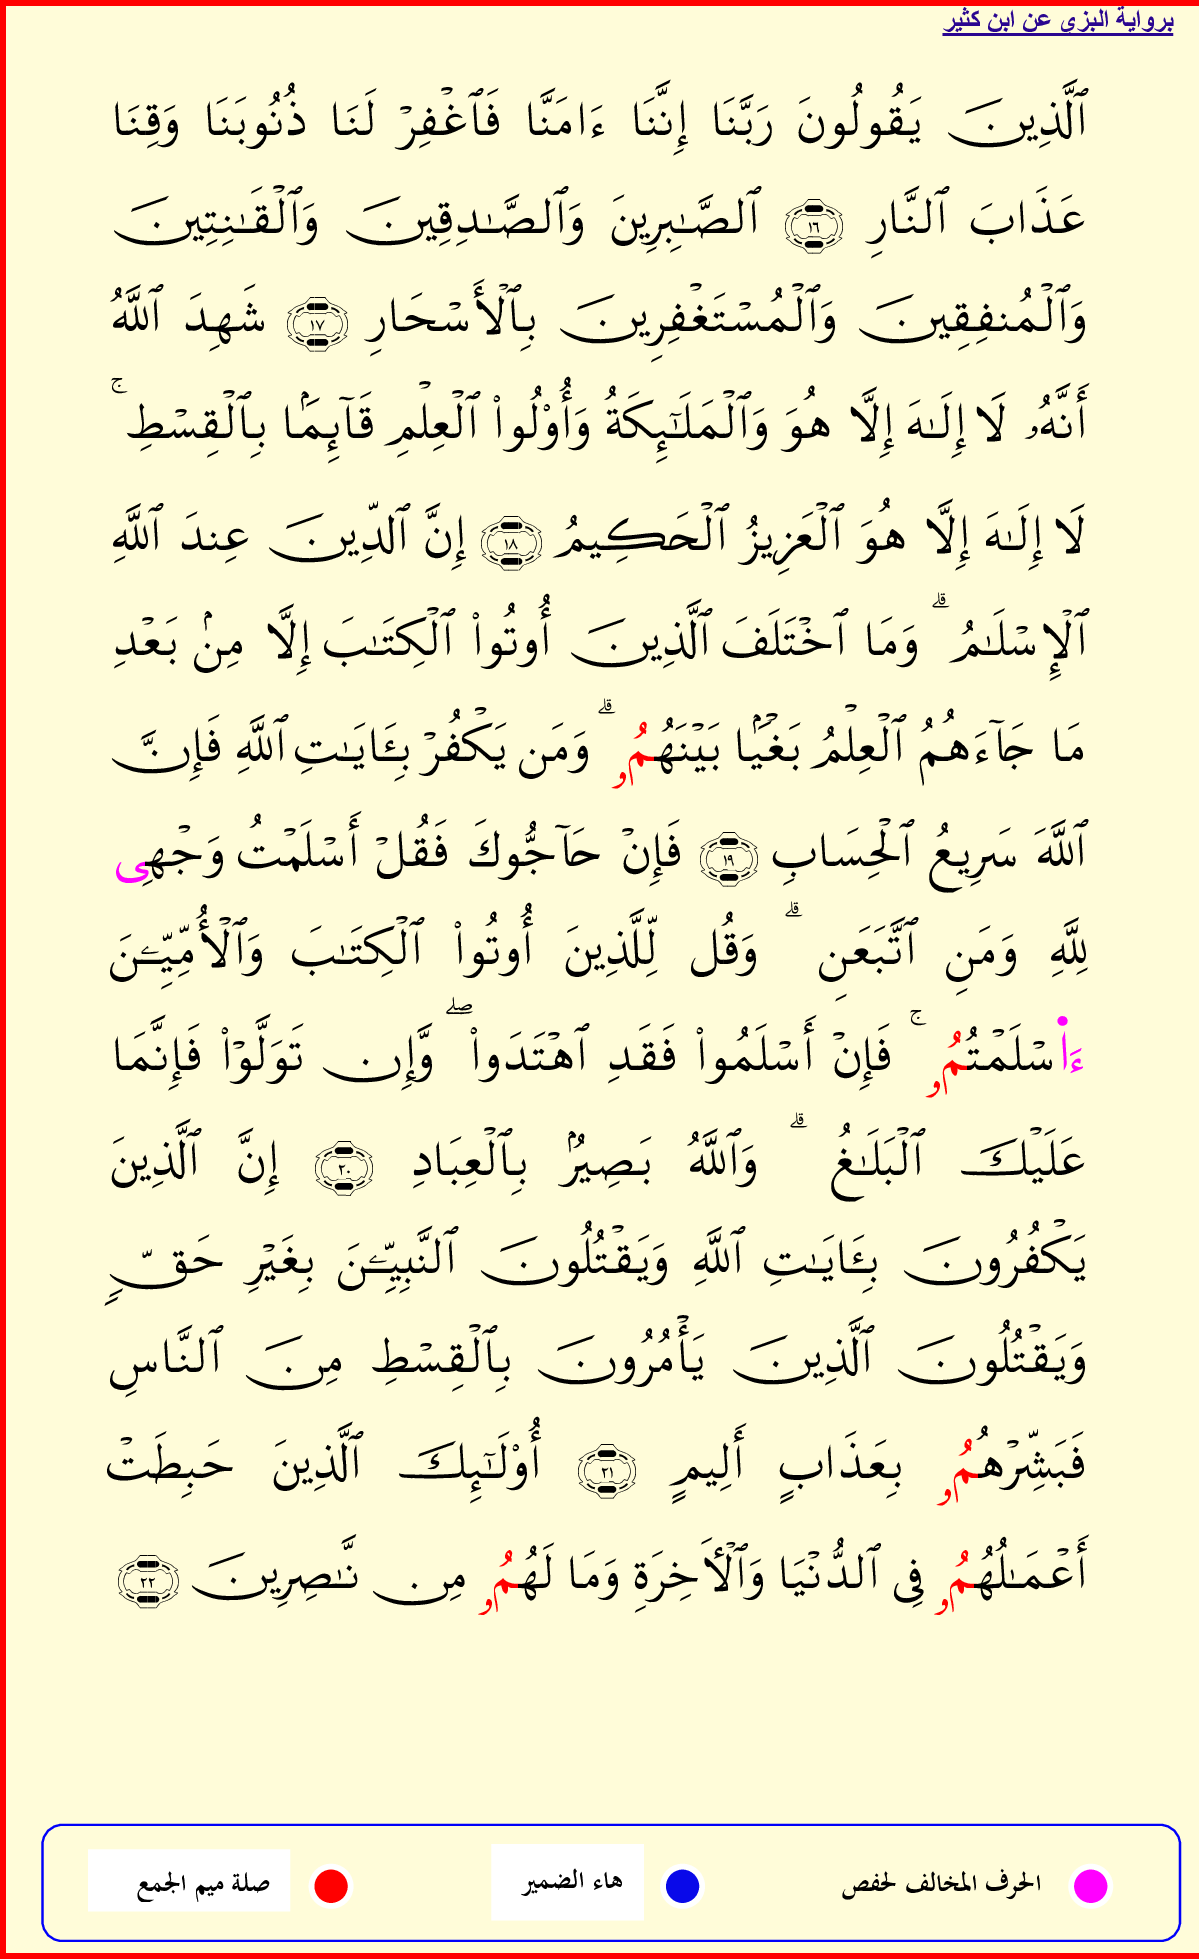 برواية البزي عن ابن كثير
ٱلَّذِينَ يَقُولُونَ رَبَّنَا إِنَّنَا ءَامَنَّا فَٱغْفِرْ لَنَا ذُنُوبَنَا وَقِنَا
عَذَابَ ٱلنَّارِ ١٦ ٱلصَّٰبِرِينَ وَٱلصَّٰدِقِينَ وَٱلْقَٰنِتِينَ
وَٱلْمُنفِقِينَ وَٱلْمُسْتَغْفِرِينَ بِٱلْأَسْحَارِ ١٧ شَهِدَ ٱللَّهُ
أَنَّهُۥ لَا إِلَٰهَ إِلَّا هُوَ وَٱلْمَلَٰٓئِكَةُ وَأُوْلُوا۟ ٱلْعِلْمِ قَآئِمَۢا بِٱلْقِسْطِ ۚ
لَا إِلَٰهَ إِلَّا هُوَ ٱلْعَزِيزُ ٱلْحَكِيمُ ١٨ إِنَّ ٱلدِّينَ عِندَ ٱللَّهِ
ٱلْإِسْلَٰمُ ۗ وَمَا ٱخْتَلَفَ ٱلَّذِينَ أُوتُوا۟ ٱلْكِتَٰبَ إِلَّا مِنۢ بَعْدِ
مَا جَآءَهُمُ ٱلْعِلْمُ بَغْيَۢا بَيْنَهُمُۥ ۗ وَمَن يَكْفُرْ بِـَٔايَٰتِ ٱللَّهِ فَإِنَّ
ٱللَّهَ سَرِيعُ ٱلْحِسَابِ ١٩ فَإِنْ حَآجُّوكَ فَقُلْ أَسْلَمْتُ وَجْهِى
لِلَّهِ وَمَنِ ٱتَّبَعَنِ ۗ وَقُل لِّلَّذِينَ أُوتُوا۟ ٱلْكِتَٰبَ وَٱلْأُمِّيِّـۧنَ
ءَا۬سْلَمْتُمُۥ ۚ فَإِنْ أَسْلَمُوا۟ فَقَدِ ٱهْتَدَوا۟ ۖ وَّإِن تَوَلَّوْا۟ فَإِنَّمَا
عَلَيْكَ ٱلْبَلَٰغُ ۗ وَٱللَّهُ بَصِيرُۢ بِٱلْعِبَادِ ٢٠ إِنَّ ٱلَّذِينَ
يَكْفُرُونَ بِـَٔايَٰتِ ٱللَّهِ وَيَقْتُلُونَ ٱلنَّبِيِّـۧنَ بِغَيْرِ حَقٍّ
وَيَقْتُلُونَ ٱلَّذِينَ يَأْمُرُونَ بِٱلْقِسْطِ مِنَ ٱلنَّاسِ
فَبَشِّرْهُمُۥ بِعَذَابٍ أَلِيمٍ ٢١ أُوْلَٰٓئِكَ ٱلَّذِينَ حَبِطَتْ
أَعْمَٰلُهُمُۥ فِى ٱلدُّنْيَا وَٱلْأَخِرَةِ وَمَا لَهُمُۥ مِن نَّٰصِرِينَ ٢٢
الحرف المخالف لحفص هاء الضمير صلة ميم الجمع